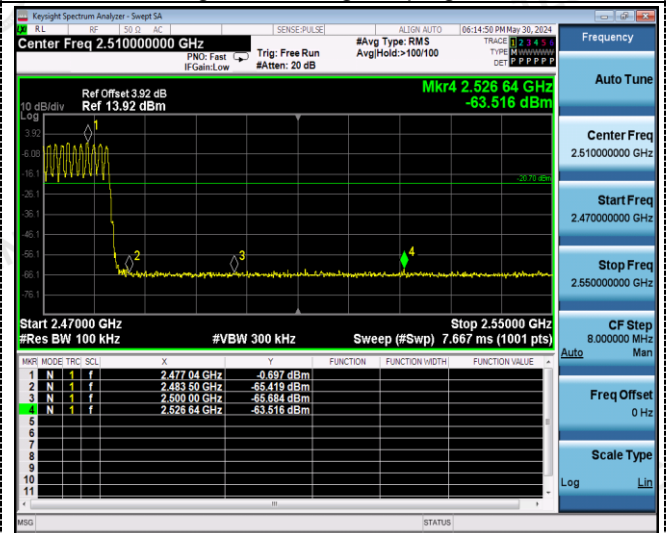 Keysight Spectrum Analyzer - Swept SA
RL RF 50 Ω AC SENSE:PULSE ALIGN AUTO 06:14:50 PM May 30, 2024
Center Freq 2.510000000 GHz
PNO: Fast
IFGain:Low
Trig: Free Run
#Atten: 20 dB
#Avg Type: RMS
Avg|Hold:>100/100
TRACE 1 2 3 4 5 6
TYPE M WWWWW
DET P P P P P P
Mkr4 2.526 64 GHz
-63.516 dBm
Ref Offset 3.92 dB
10 dB/div Ref 13.92 dBm
Log
3.92
-6.08
-16.1
-26.1
-36.1
-46.1
-56.1
-66.1
-76.1
1
2
3
4
-20.70 dBm
Start 2.47000 GHz Stop 2.55000 GHz
#Res BW 100 kHz #VBW 300 kHz Sweep (#Swp) 7.667 ms (1001 pts)
MKR MODE TRC SCL X Y FUNCTION FUNCTION WIDTH FUNCTION VALUE
1 N 1 f 2.477 04 GHz -0.697 dBm
2 N 1 f 2.483 50 GHz -65.419 dBm
3 N 1 f 2.500 00 GHz -65.684 dBm
4 N 1 f 2.526 64 GHz -63.516 dBm
5
6
7
8
9
10
11
MSG STATUS
Frequency
Auto Tune
Center Freq
2.510000000 GHz
Start Freq
2.470000000 GHz
Stop Freq
2.550000000 GHz
CF Step
8.000000 MHz
Auto Man
Freq Offset
0 Hz
Scale Type
Log Lin